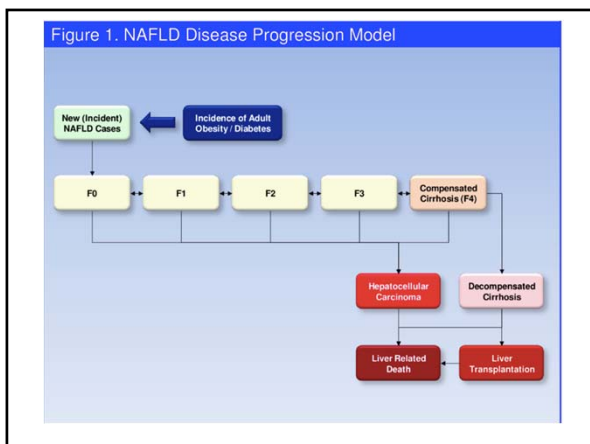 Figure 1. NAFLD Disease Progression Model
New (Incident)
NAFLD Cases
Incidence of Adult
Obesity / Diabetes
F0
F1
F2
F3
Compensated
Cirrhosis (F4)
Hepatocellular
Carcinoma
Decompensated
Cirrhosis
Liver Related
Death
Liver
Transplantation